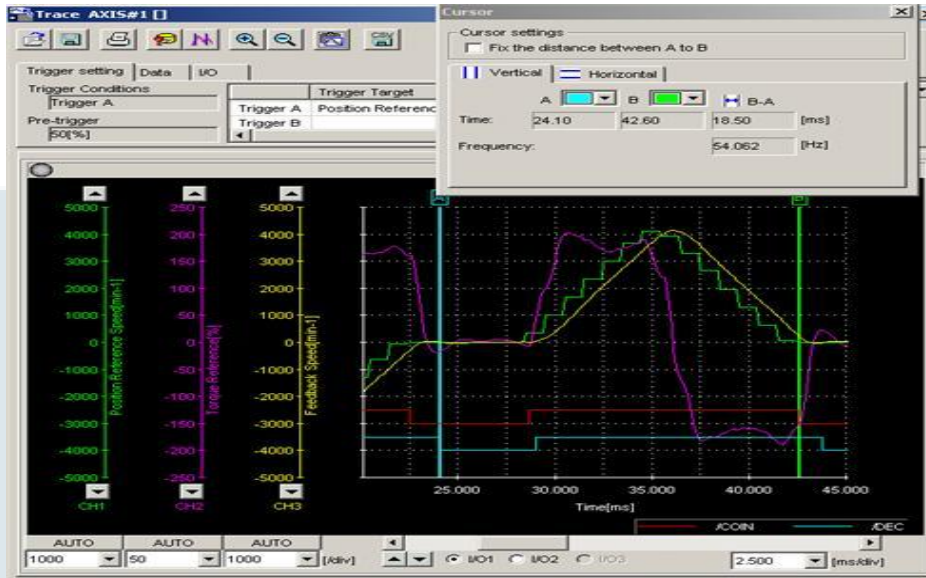 Trace AXIS#1 []
Cursor
Cursor settings
Fix the distance between A to B
Vertical Horizontal
A B B-A
Time: 24.10 42.60 18.50 [ms]
Frequency: 54.062 [Hz]
CSV
Trigger setting Data I/O
Trigger Conditions
Trigger A
Pre-trigger
50[%]
Trigger Target
Trigger A Position Referenc
Trigger B
A B
5000 250 5000
4000 200 4000
3000 150 3000
2000 100 2000
1000 50 1000
0 0 0
-1000 -50 -1000
-2000 -100 -2000
-3000 -150 -3000
-4000 -200 -4000
-5000 -250 -5000
Position Reference Speed[min-1]
Torque Reference[%]
Feedback Speed[min-1]
CH1 CH2 CH3
25.000 30.000 35.000 40.000 45.000
Time[ms]
/COIN /DEC
AUTO AUTO AUTO
1000 50 1000 [/div] I/O1 I/O2 I/O3 2.500 [ms/div]